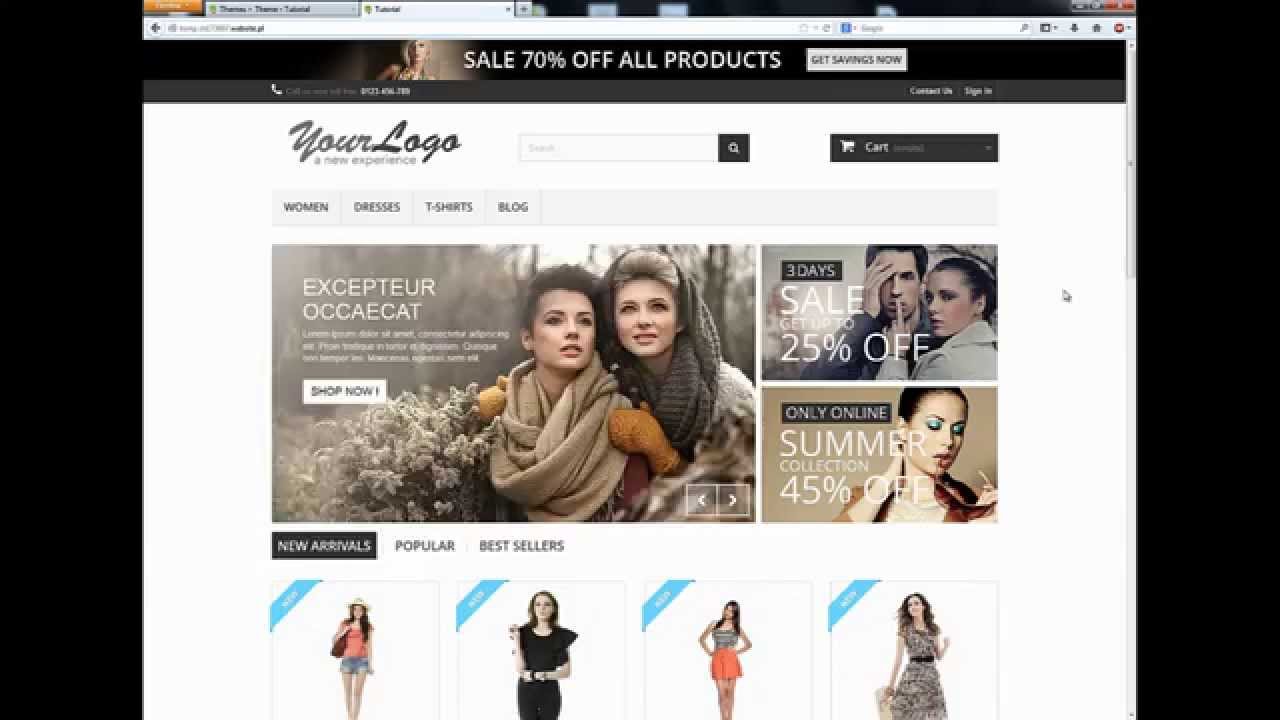 Themes > Theme - Tutorial
Tutorial
Google
SALE 70% OFF ALL PRODUCTS
GET SAVINGS NOW
Call us now toll free: 0123-456-789
Contact Us
Sign in
YourLogo
a new experience
Search
Cart (empty)
WOMEN
DRESSES
T-SHIRTS
BLOG
EXCEPTEUR
OCCAECAT
Lorem ipsum dolor sit amet, consectetur adipiscing
elit. Proin tristique in tortor et dignissim. Quisque
non tempor leo. Maecenas egestas sem elit
SHOP NOW !
3 DAYS
SALE
GET UP TO
25% OFF
ONLY ONLINE
SUMMER
COLLECTION
45% OFF
NEW ARRIVALS
POPULAR
BEST SELLERS
NEW
NEW
NEW
NEW